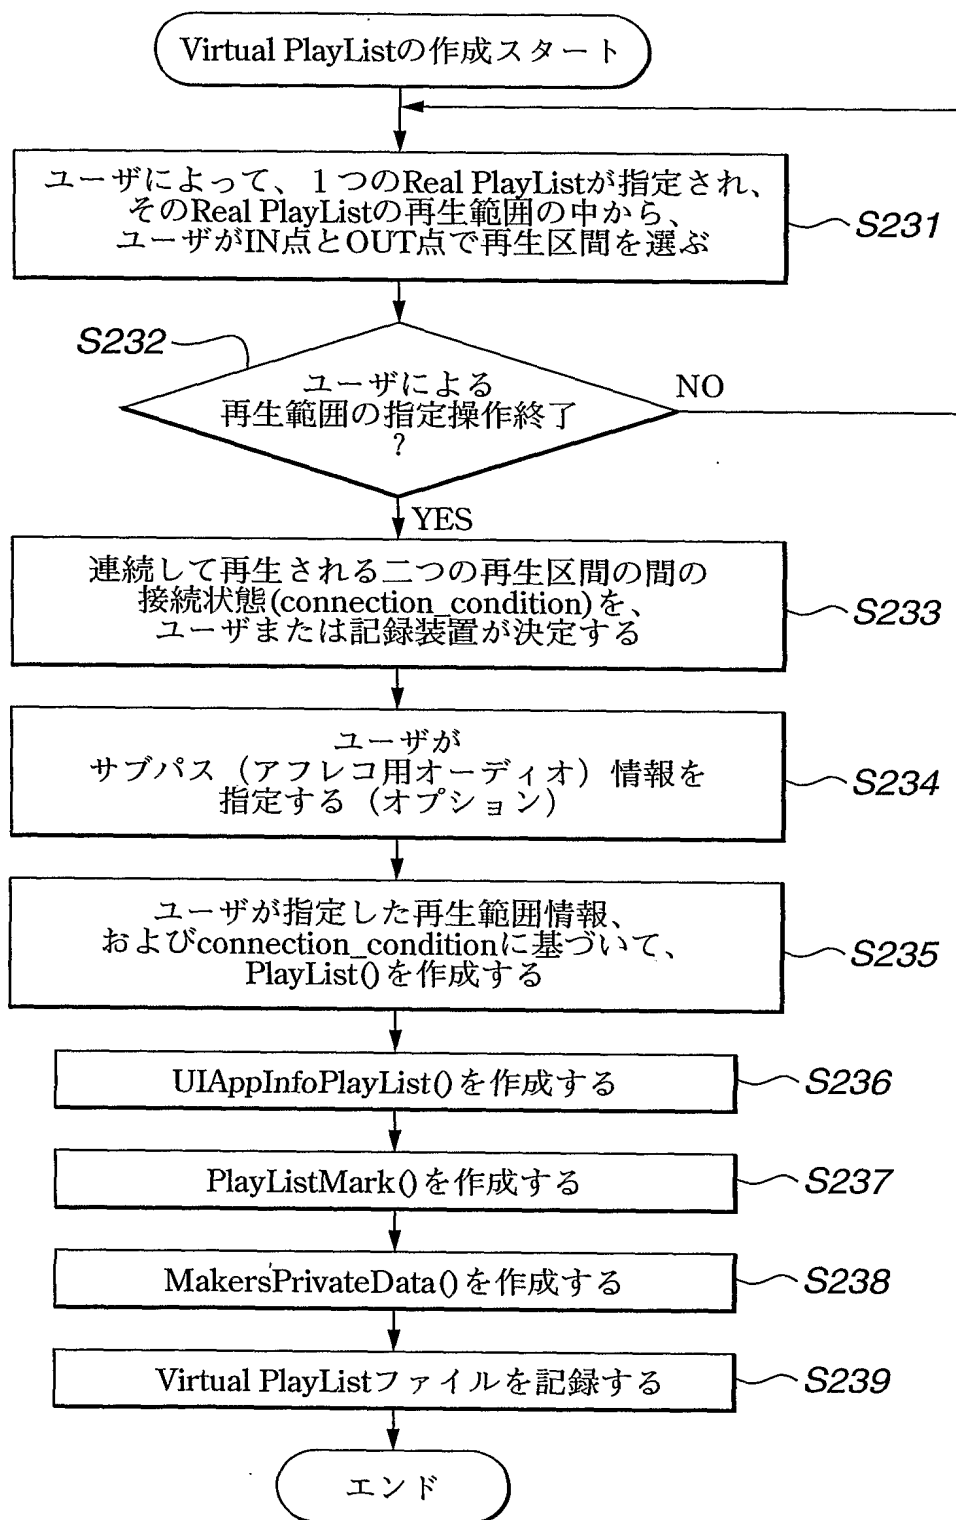 Virtual PlayListの作成スタート
ユーザによって、１つのReal PlayListが指定され、
そのReal PlayListの再生範囲の中から、
ユーザがIN点とOUT点で再生区間を選ぶ
S231
S232
ユーザによる
再生範囲の指定操作終了
?
NO
YES
連続して再生される二つの再生区間の間の
接続状態(connection_condition)を、
ユーザまたは記録装置が決定する
S233
ユーザが
サブパス（アフレコ用オーディオ）情報を
指定する（オプション）
S234
ユーザが指定した再生範囲情報、
およびconnection_conditionに基づいて、
PlayList()を作成する
S235
UIAppInfoPlayList()を作成する
S236
PlayListMark()を作成する
S237
MakersPrivateData()を作成する
S238
Virtual PlayListファイルを記録する
S239
エンド